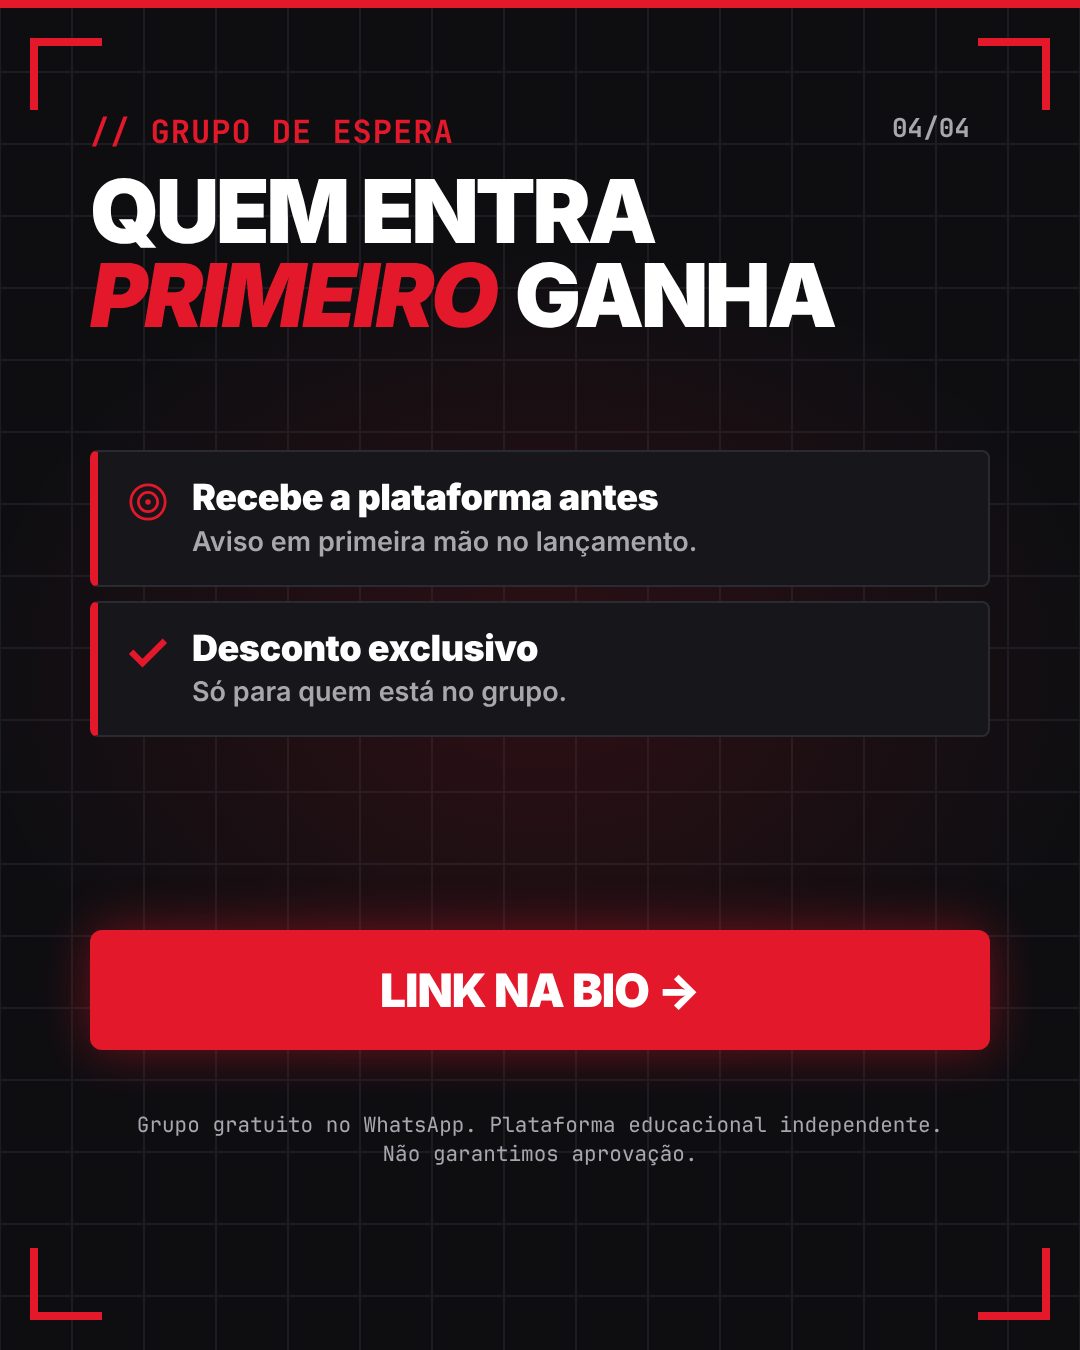 // GRUPO DE ESPERA
04/04
QUEM ENTRA
PRIMEIRO GANHA
Recebe a plataforma antes
Aviso em primeira mão no lançamento.
Desconto exclusivo
Só para quem está no grupo.
LINK NA BIO →
Grupo gratuito no WhatsApp. Plataforma educacional independente.
Não garantimos aprovação.